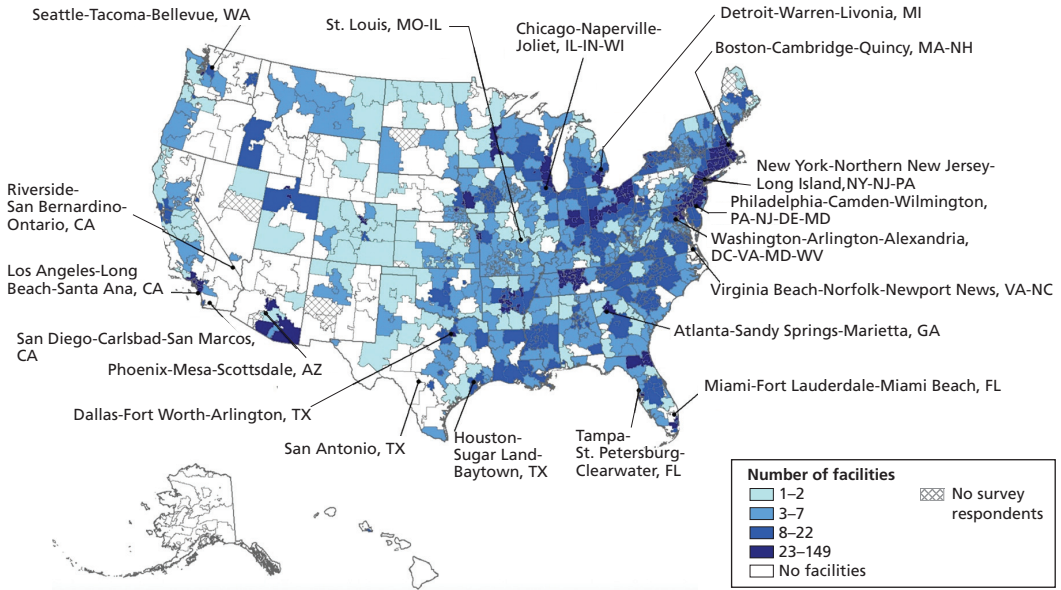 Seattle-Tacoma-Bellevue, WA
St. Louis, MO-IL
Chicago-Naperville-
Joliet, IL-IN-WI
Detroit-Warren-Livonia, MI
Boston-Cambridge-Quincy, MA-NH
New York-Northern New Jersey-
Long Island,NY-NJ-PA
Philadelphia-Camden-Wilmington,
PA-NJ-DE-MD
Washington-Arlington-Alexandria,
DC-VA-MD-WV
Virginia Beach-Norfolk-Newport News, VA-NC
Atlanta-Sandy Springs-Marietta, GA
Miami-Fort Lauderdale-Miami Beach, FL
Riverside-
San Bernardino-
Ontario, CA
Los Angeles-Long
Beach-Santa Ana, CA
San Diego-Carlsbad-San Marcos,
CA
Phoenix-Mesa-Scottsdale, AZ
Dallas-Fort Worth-Arlington, TX
San Antonio, TX
Houston-
Sugar Land-
Baytown, TX
Tampa-
St. Petersburg-
Clearwater, FL
Number of facilities
1–2
3–7
8–22
23–149
No facilities
No survey
respondents